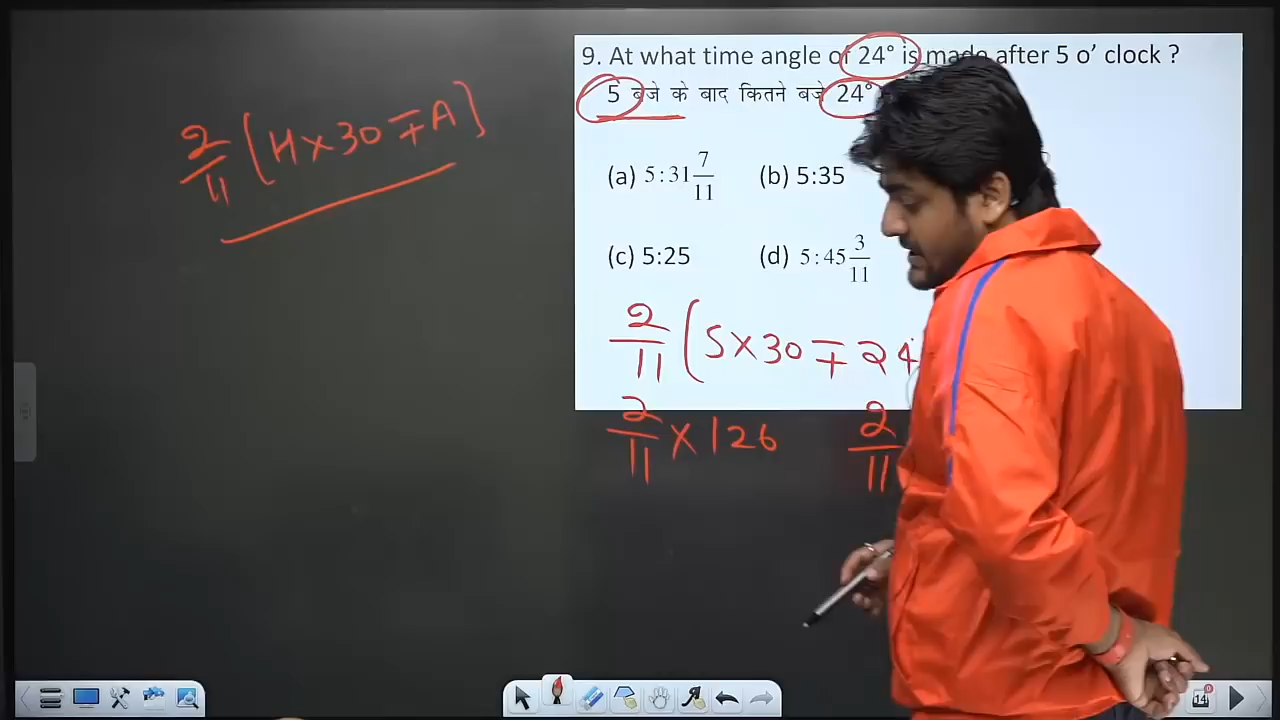 9. At what time angle of 24° is made after 5 o' clock ?
5 बजे के बाद कितने बजे 24°
(a) 5:31 7/11 (b) 5:35
(c) 5:25 (d) 5:45 3/11
2/11 [H×30∓A]
2/11 (5×30∓24
2/11 ×126 2/11
14